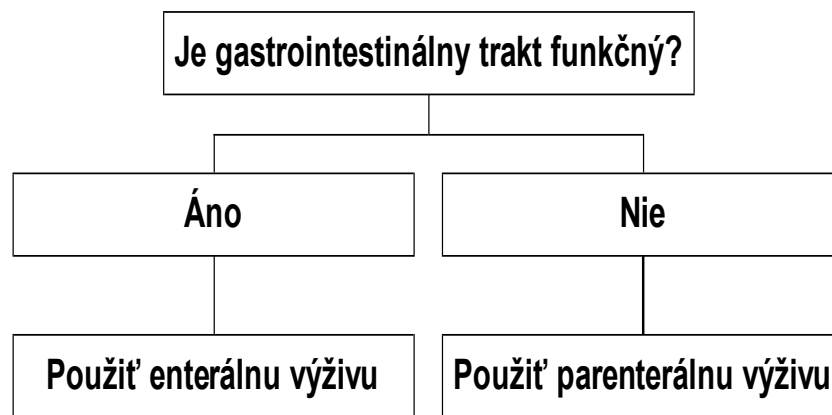 Je gastrointestinálny trakt funkčný?
Áno
Nie
Použiť enterálnu výživu
Použiť parenterálnu výživu